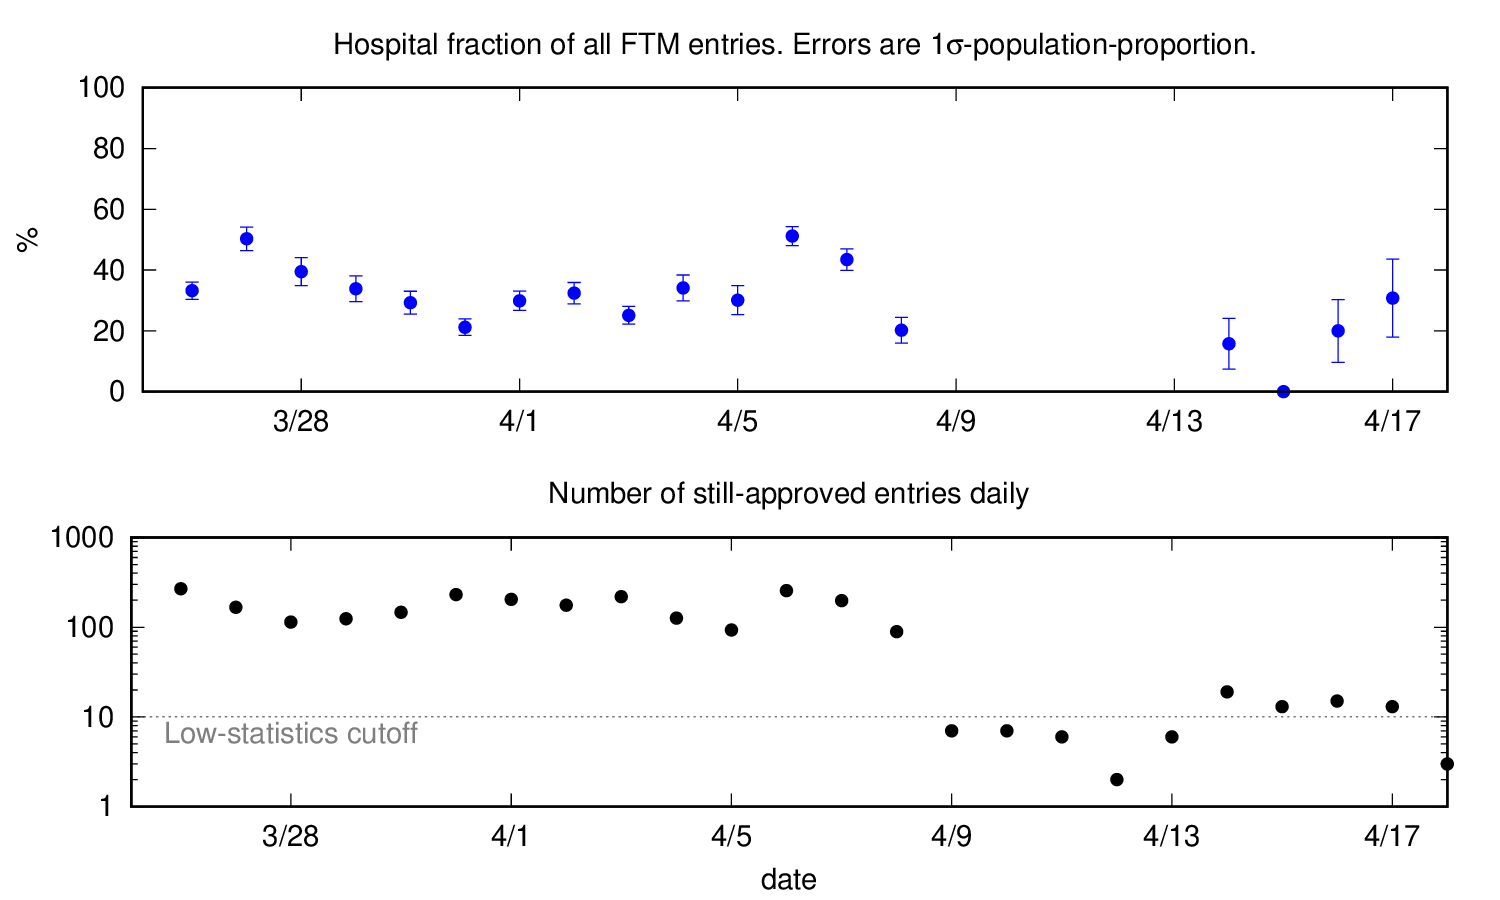 Hospital fraction of all FTM entries. Errors are 1σ-population-proportion.
100
80
60
40
20
0
%
3/28 4/1 4/5 4/9 4/13 4/17
Number of still-approved entries daily
1000
100
10
1
Low-statistics cutoff
3/28 4/1 4/5 4/9 4/13 4/17
date